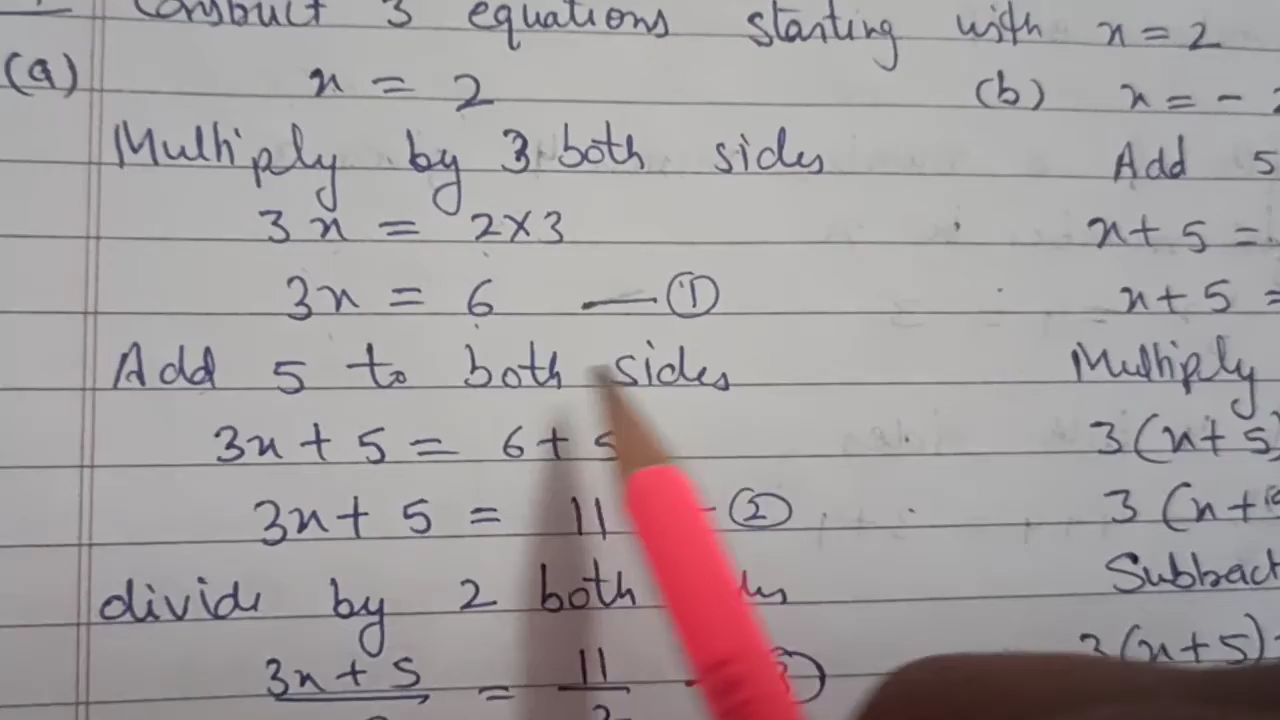 Construct 3 equations starting with x = 2
(a) x = 2
Multiply by 3 both sides
3x = 2×3
3x = 6 — ①
Add 5 to both sides
3x + 5 = 6 + 5
3x + 5 = 11 - ②
divide by 2 both
3x + 5 = 11
2
(b) x = -
Add 5
x + 5 =
x + 5 =
Multiply
3(x + 5)
3(x +
Subtract
3(x + 5)